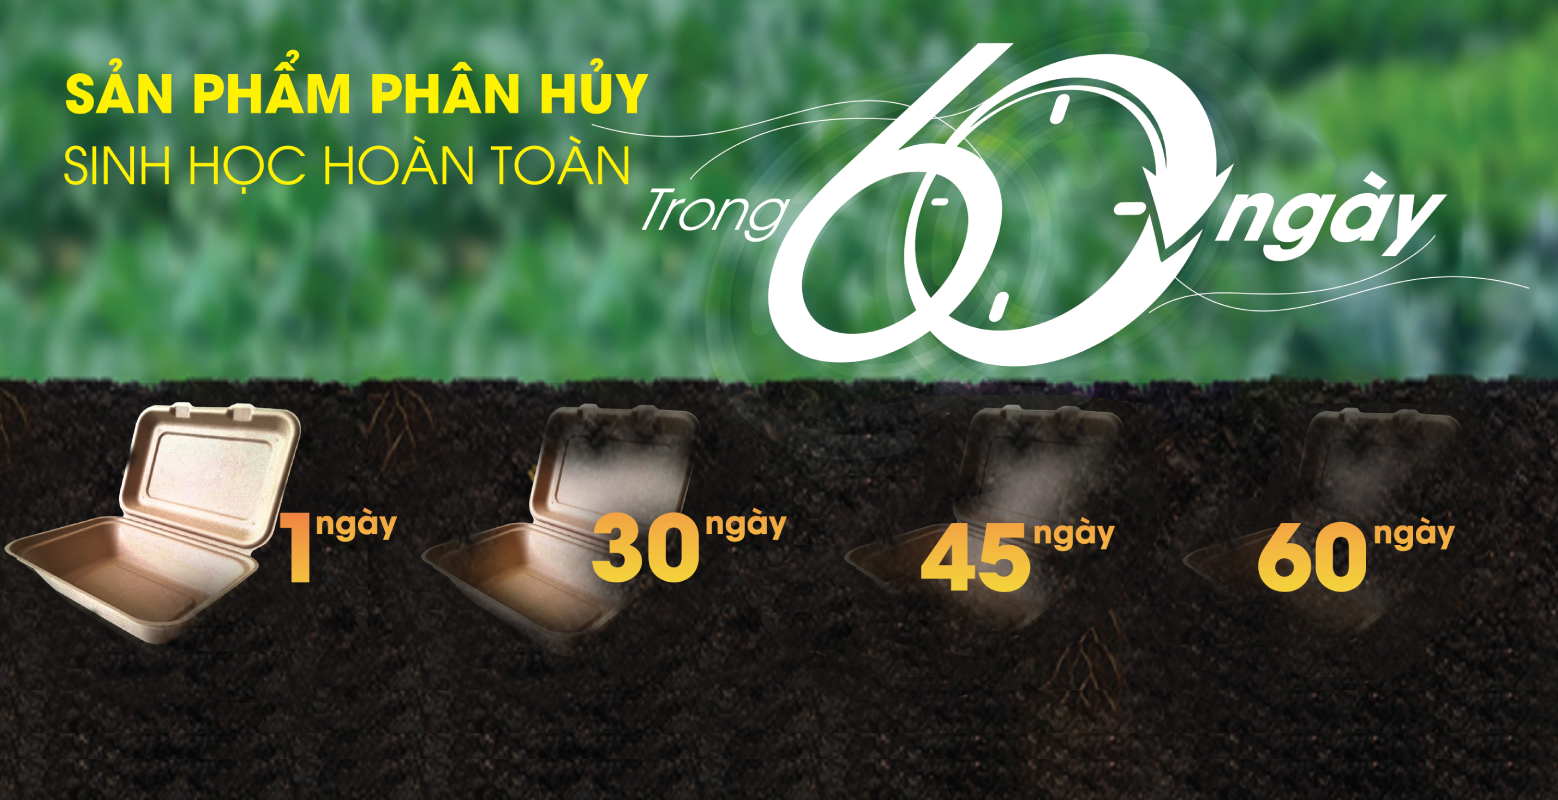 SẢN PHẨM PHÂN HỦY
SINH HỌC HOÀN TOÀN
Trong 60 ngày
1 ngày
30 ngày
45 ngày
60 ngày